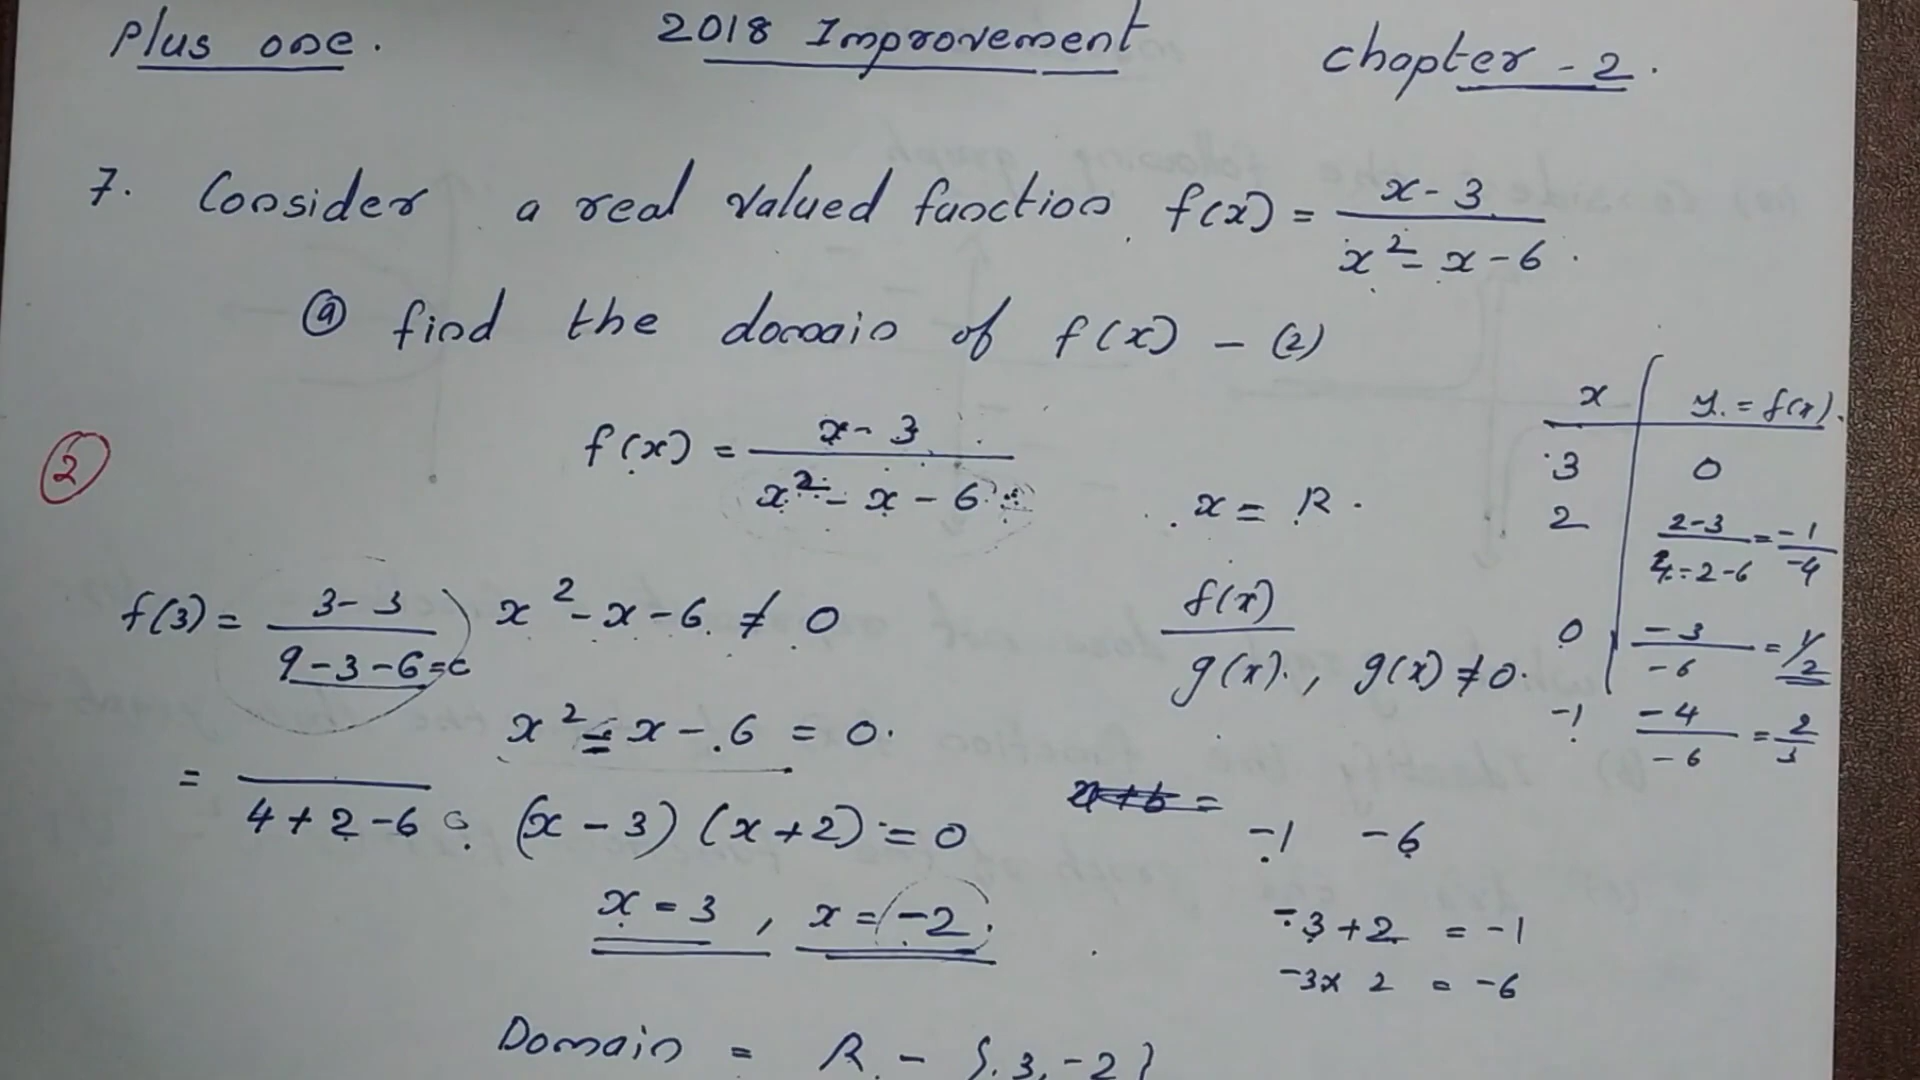 Plus one. 2018 Improvement Chapter - 2.
7. Consider a real valued function f(x) = x - 3 / x² - x - 6.
(a) find the domain of f(x) - (2)
x | y = f(x).
f(x) = x - 3 / x² - x - 6
3 | 0
(2)
x = R.
2 | 2-3 / 4-2-6 = -1/-4
f(3) = 3-3 / 9-3-6=0
x² - x - 6 ≠ 0
f(x) / g(x), g(x) ≠ 0.
0 | -3/-6 = 1/2
x² - x - 6 = 0.
-1 | -4/-6 = 2/3
= / 4+2-6
(x - 3) (x + 2) = 0
-1 -6
x = 3, x = -2.
-3 + 2 = -1
-3 x 2 = -6
Domain = R - {3, -2}